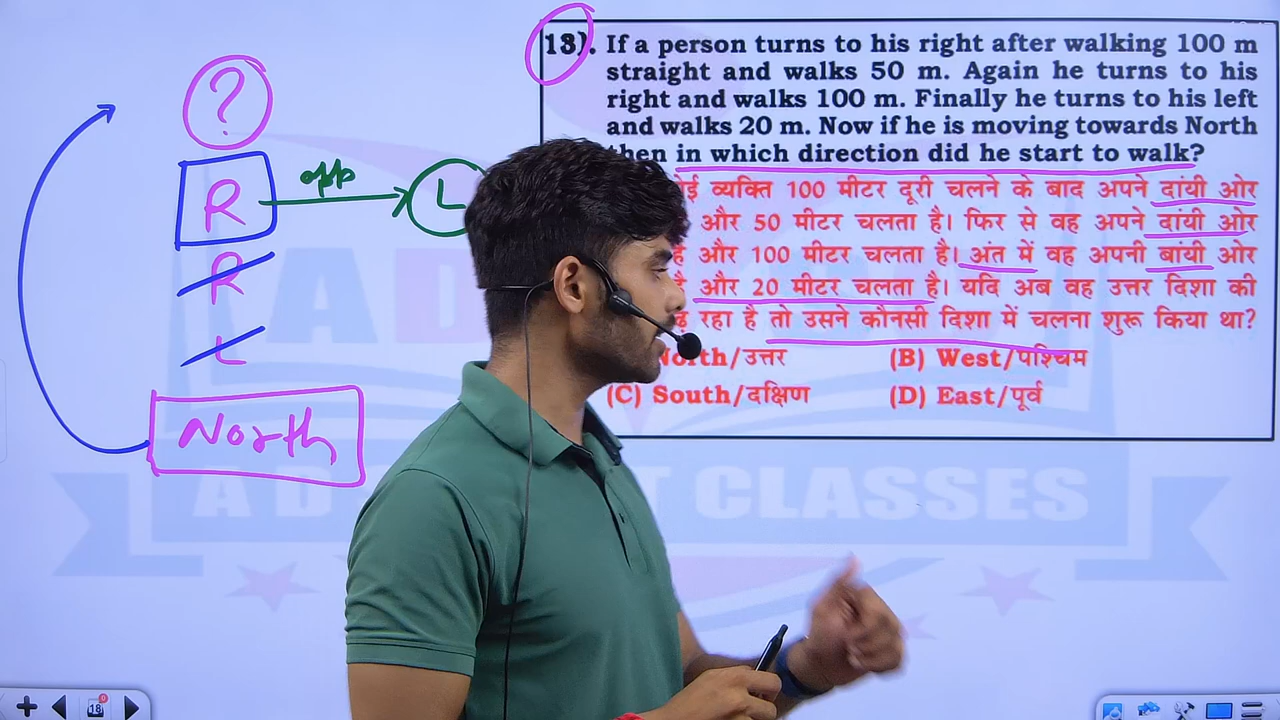 ?
R opp L
R
L
North
13). If a person turns to his right after walking 100 m
straight and walks 50 m. Again he turns to his
right and walks 100 m. Finally he turns to his left
and walks 20 m. Now if he is moving towards North
then in which direction did he start to walk?
व्यक्ति 100 मीटर दूरी चलने के बाद अपने दांयी ओर
और 50 मीटर चलता है। फिर से वह अपने दांयी ओर
और 100 मीटर चलता है। अंत में वह अपनी बांयी ओर
और 20 मीटर चलता है। यदि अब वह उत्तर दिशा की
रहा है तो उसने कौनसी दिशा में चलना शुरू किया था?
North/उत्तर (B) West/पश्चिम
(C) South/दक्षिण (D) East/पूर्व
CLASSES
18